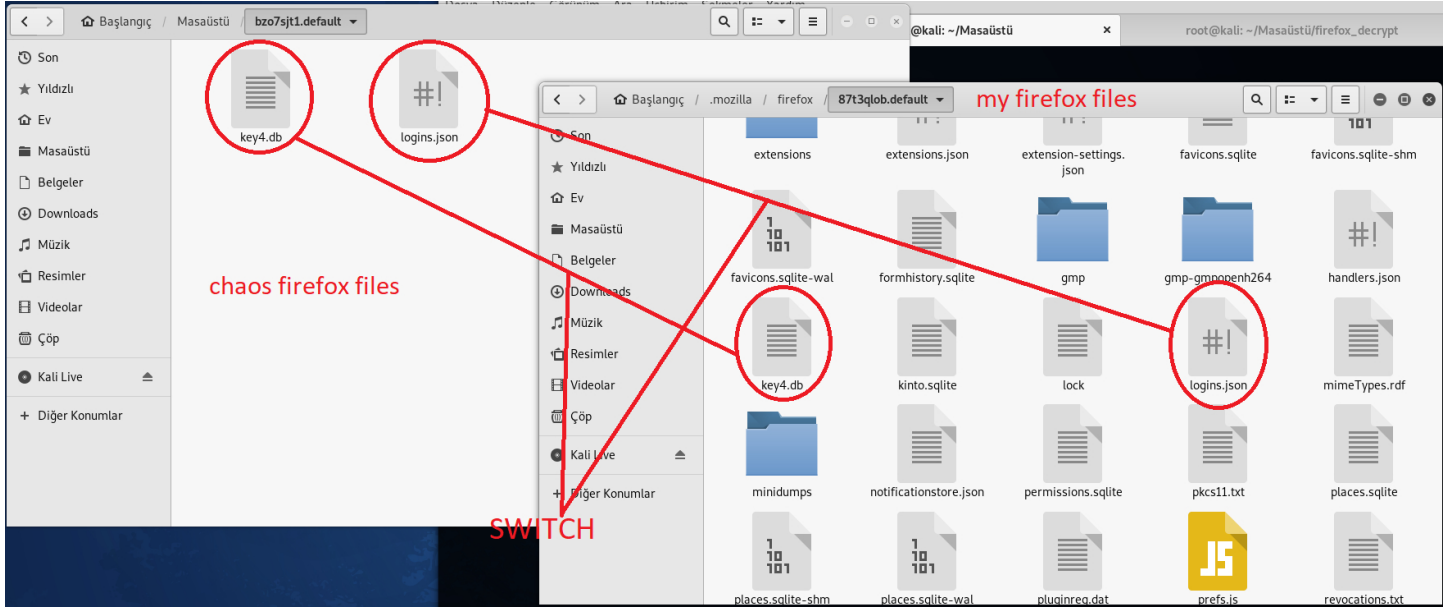 Başlangıç / Masaüstü / bzo7sjt1.default
@kali: ~/Masaüstü ×
root@kali: ~/Masaüstü/firefox_decrypt
Son
Yıldızlı
Ev
Masaüstü
Belgeler
Downloads
Müzik
Resimler
Videolar
Çöp
Kali Live
+ Diğer Konumlar
key4.db
logins.json
chaos firefox files
Başlangıç / .mozilla / firefox / 87t3qlob.default
my firefox files
Son
Yıldızlı
Ev
Masaüstü
Belgeler
Downloads
Müzik
Resimler
Videolar
Çöp
Kali Live
+ Diğer Konumlar
extensions
extensions.json
extension-settings.
json
favicons.sqlite
favicons.sqlite-shm
favicons.sqlite-wal
formhistory.sqlite
gmp
gmp-gmpopenh264
handlers.json
key4.db
kinto.sqlite
lock
logins.json
mimeTypes.rdf
minidumps
notificationstore.json
permissions.sqlite
pkcs11.txt
places.sqlite
places.sqlite-shm
places.sqlite-wal
pluginreg.dat
prefs.js
revocations.txt
SWITCH